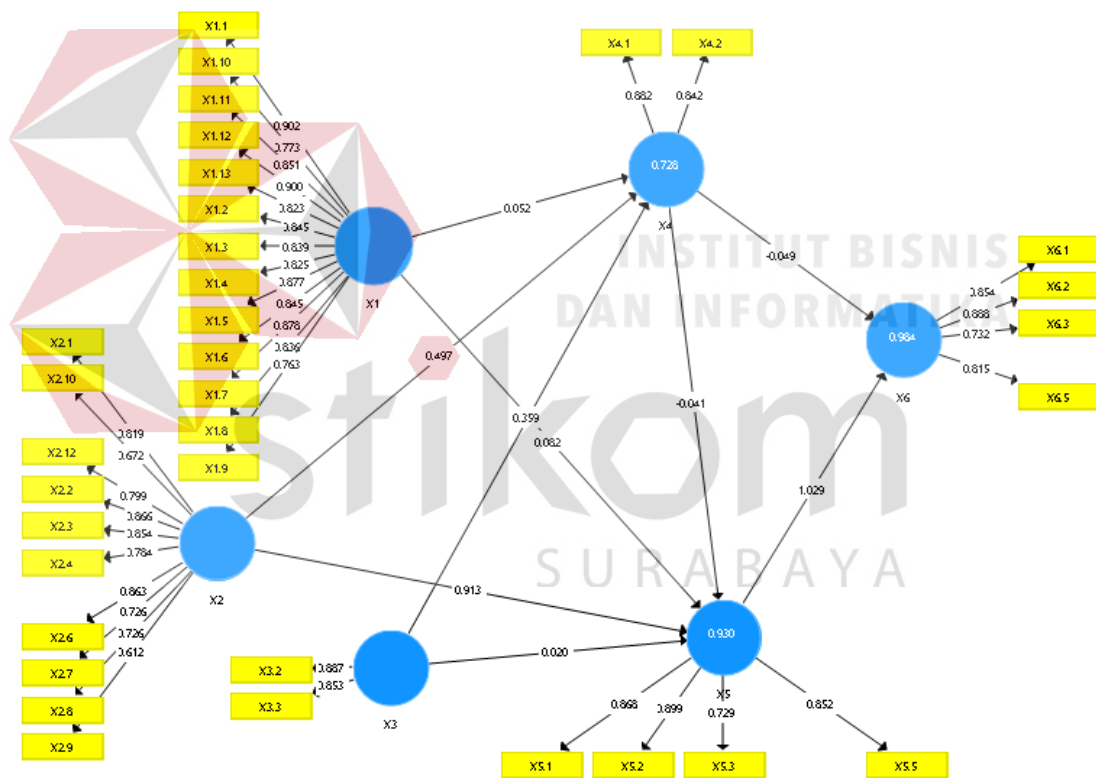 X1.1
X1.10
X1.11
X1.12
X1.13
X1.2
X1.3
X1.4
X1.5
X1.6
X1.7
X1.8
X1.9
0.902
0.773
0.851
0.900
0.823
0.845
0.839
0.825
0.877
0.845
0.878
0.836
0.763
X1
X4.1
X4.2
0.882
0.842
0.728
X4
0.052
-0.049
INSTITUT BISNIS
DAN INFORMATIKA
X6.1
X6.2
X6.3
X6.5
0.854
0.888
0.732
0.815
0.984
X6
X2.1
X2.10
X2.12
X2.2
X2.3
X2.4
X2.6
X2.7
X2.8
X2.9
0.819
0.672
0.799
0.866
0.854
0.784
0.863
0.726
0.726
0.612
X2
0.497
0.359
0.082
-0.041
1.029
stikom
SURABAYA
0.913
0.020
X3.2
X3.3
0.887
0.853
X3
0.930
X5
0.868
0.899
0.729
0.852
X5.1
X5.2
X5.3
X5.5